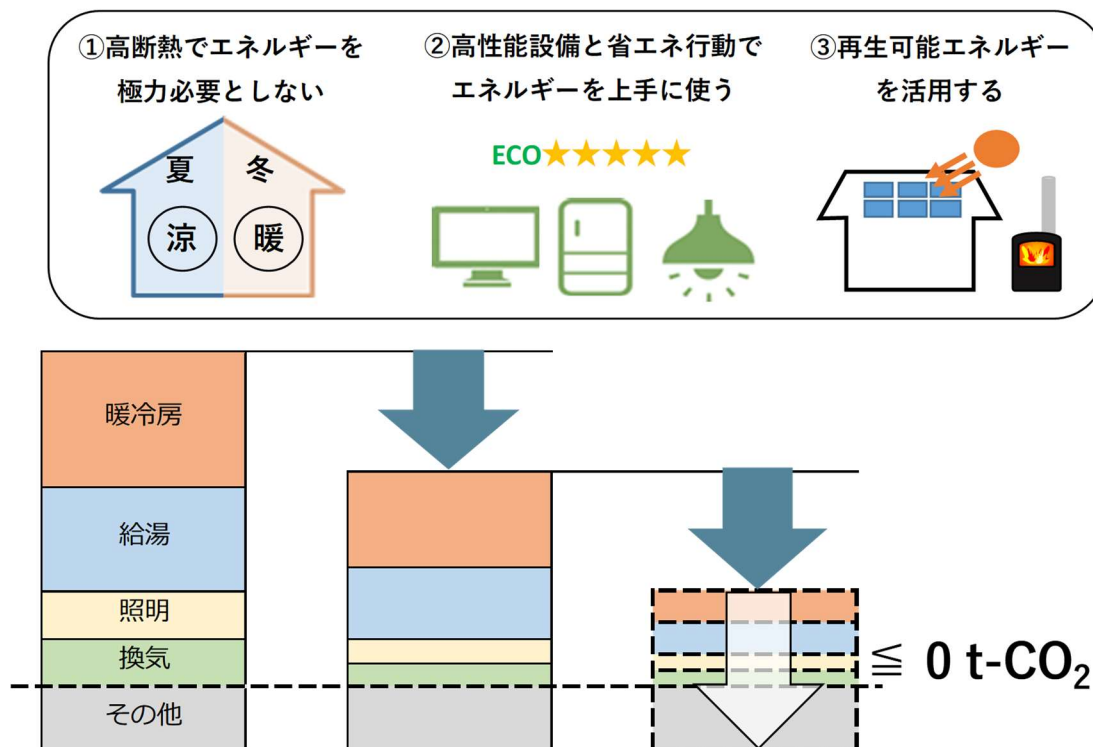 ①高断熱でエネルギーを
極力必要としない
夏
冬
涼
暖
②高性能設備と省エネ行動で
エネルギーを上手に使う
ECO★★★★★
③再生可能エネルギー
を活用する
暖冷房
給湯
照明
換気
その他
≦ 0 t-CO₂